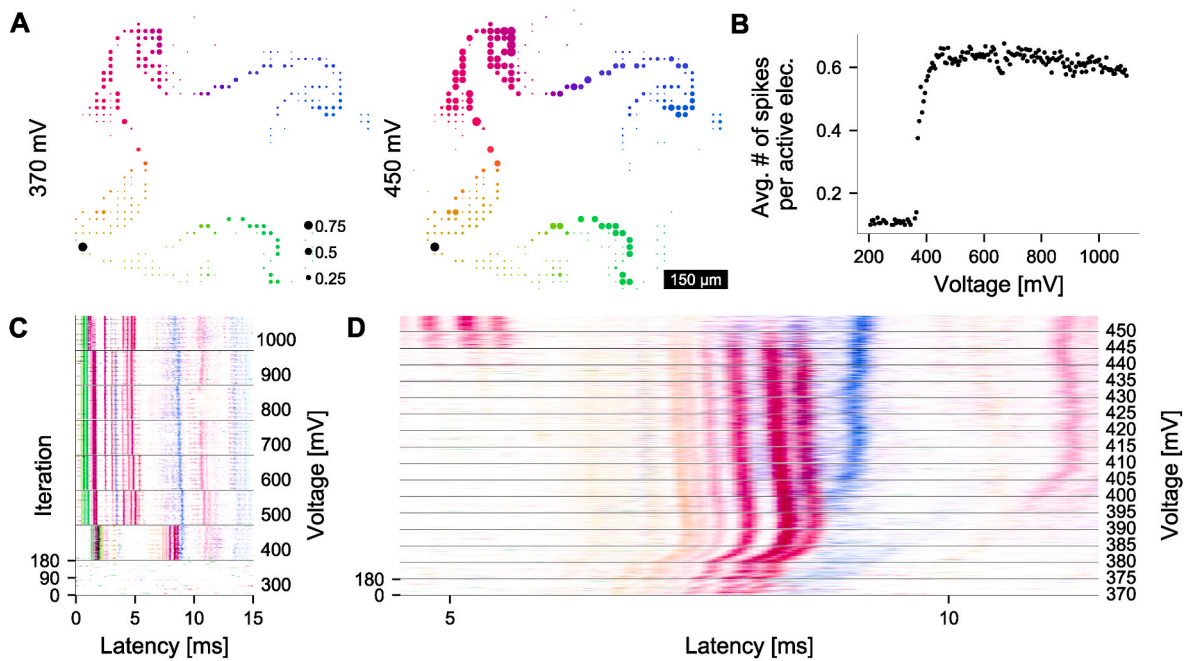 A
370 mV
0.75
0.5
0.25
450 mV
150 µm
B
Avg. # of spikes
per active elec.
0.6
0.4
0.2
200 400 600 800 1000
Voltage [mV]
C
Iteration
180
90
0
1000
900
800
700
600
500
400
300
Voltage [mV]
0 5 10 15
Latency [ms]
D
180
0
450
445
440
435
430
425
420
415
410
405
400
395
390
385
380
375
370
Voltage [mV]
5 10
Latency [ms]